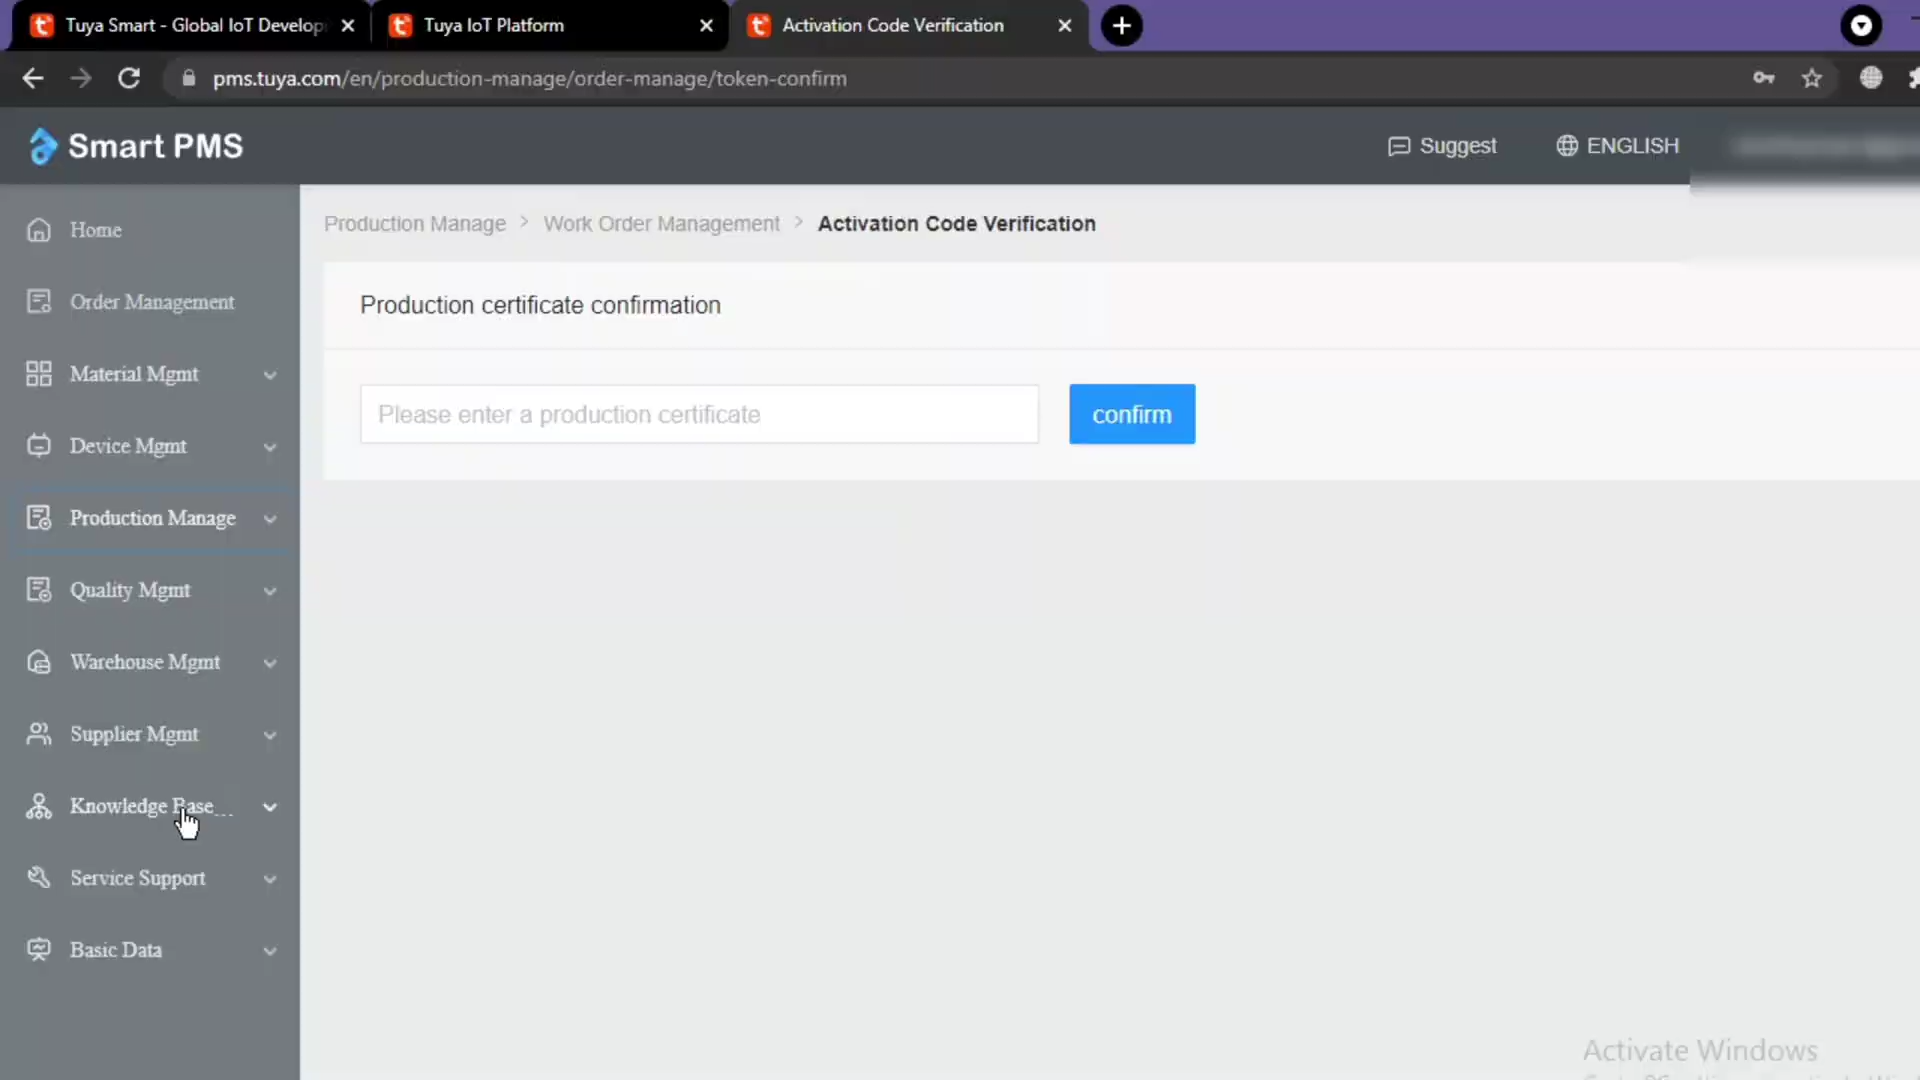 Tuya Smart - Global IoT Develop
Tuya IoT Platform
Activation Code Verification
pms.tuya.com/en/production-manage/order-manage/token-confirm
Smart PMS
Suggest
ENGLISH
Home
Order Management
Material Mgmt
Device Mgmt
Production Manage
Quality Mgmt
Warehouse Mgmt
Supplier Mgmt
Knowledge Base...
Service Support
Basic Data
Production Manage > Work Order Management > Activation Code Verification
Production certificate confirmation
Please enter a production certificate
confirm
Activate Windows